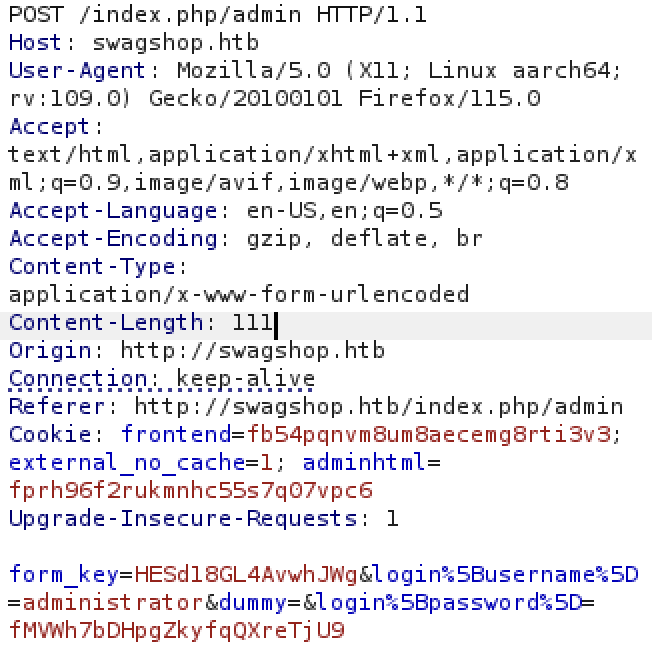 POST /index.php/admin HTTP/1.1
Host: swagshop.htb
User-Agent: Mozilla/5.0 (X11; Linux aarch64;
rv:109.0) Gecko/20100101 Firefox/115.0
Accept:
text/html,application/xhtml+xml,application/x
ml;q=0.9,image/avif,image/webp,*/*;q=0.8
Accept-Language: en-US,en;q=0.5
Accept-Encoding: gzip, deflate, br
Content-Type:
application/x-www-form-urlencoded
Content-Length: 111
Origin: http://swagshop.htb
Connection: keep-alive
Referer: http://swagshop.htb/index.php/admin
Cookie: frontend=fb54pqnvm8um8aecemg8rti3v3;
external_no_cache=1; adminhtml=
fprh96f2rukmnhc55s7q07vpc6
Upgrade-Insecure-Requests: 1
form_key=HESd18GL4AvwhJWg&login%5Busername%5D
=administrator&dummy=&login%5Bpassword%5D=
fMVWh7bDHpgZkyfqQXreTjU9